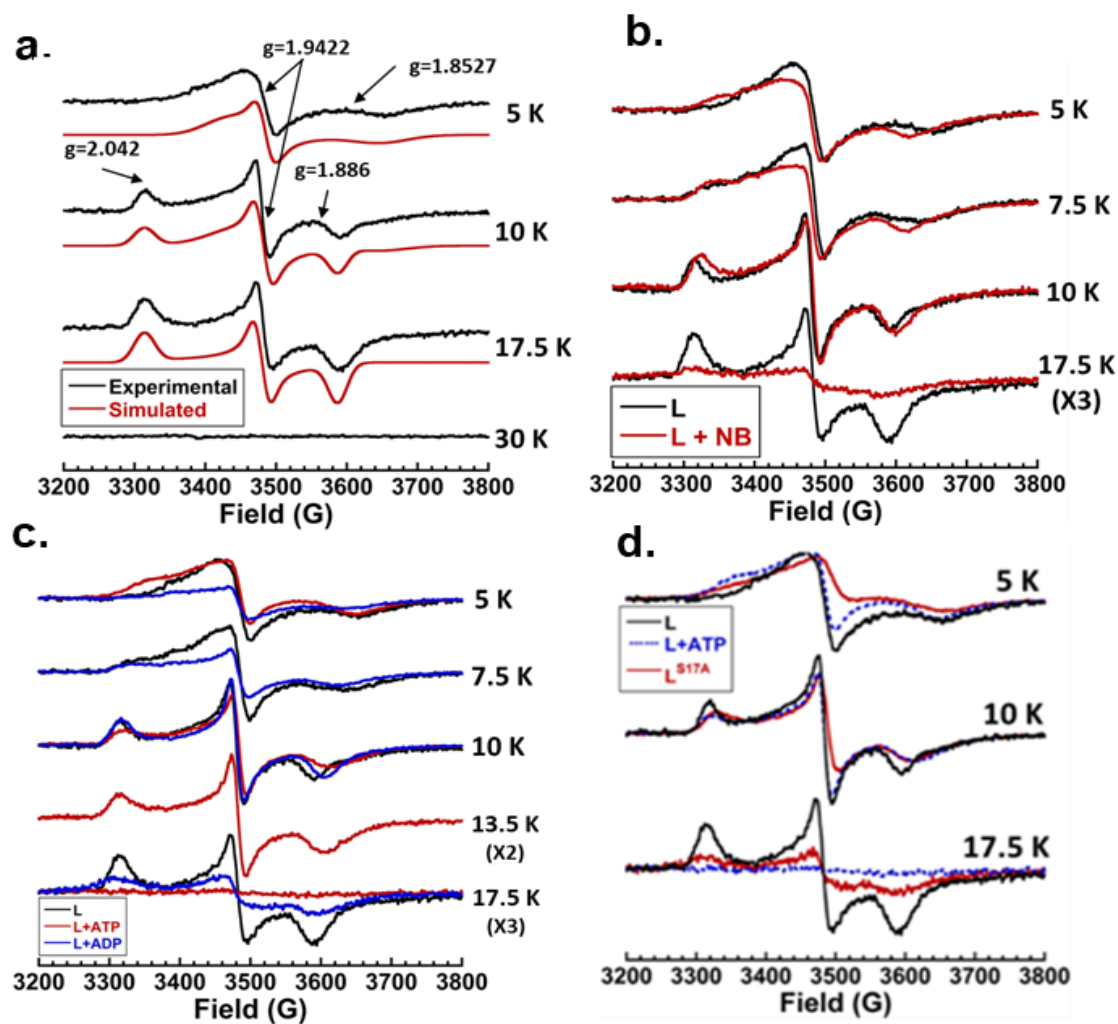 a.
g=1.9422
g=1.8527
5 K
g=2.042
g=1.886
10 K
17.5 K
Experimental
Simulated
30 K
3200 3300 3400 3500 3600 3700 3800
Field (G)
b.
5 K
7.5 K
10 K
17.5 K
(X3)
L
L + NB
3200 3300 3400 3500 3600 3700 3800
Field (G)
c.
5 K
7.5 K
10 K
13.5 K
(X2)
17.5 K
(X3)
L
L+ATP
L+ADP
3200 3300 3400 3500 3600 3700 3800
Field (G)
d.
5 K
L
L+ATP
L^S17A
10 K
17.5 K
3200 3300 3400 3500 3600 3700 3800
Field (G)